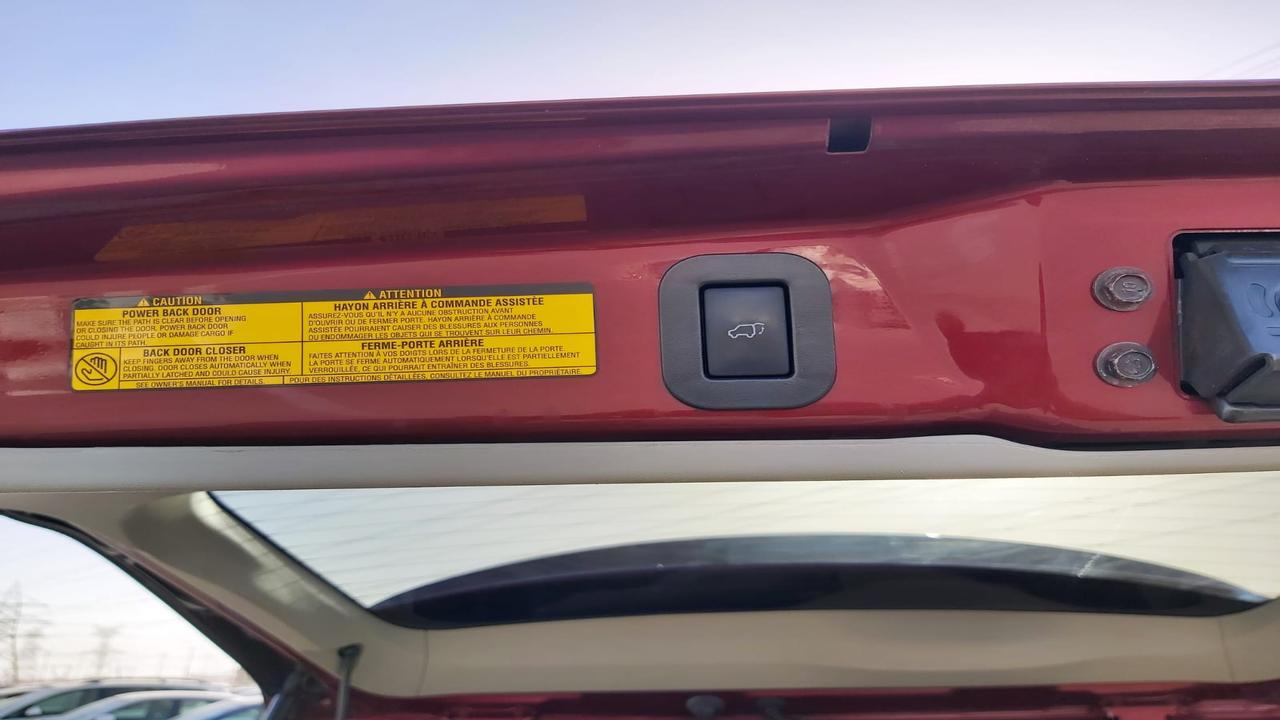 CAUTION
POWER BACK DOOR
MAKE SURE THE PATH IS CLEAR BEFORE OPENING
OR CLOSING THE DOOR. POWER BACK DOOR
COULD INJURE PEOPLE OR DAMAGE CARGO IF
CAUGHT IN ITS PATH.
BACK DOOR CLOSER
KEEP FINGERS AWAY FROM THE DOOR WHEN
CLOSING. DOOR CLOSES AUTOMATICALLY WHEN
PARTIALLY LATCHED AND COULD CAUSE INJURY.
SEE OWNER'S MANUAL FOR DETAILS.
ATTENTION
HAYON ARRIÈRE À COMMANDE ASSISTÉE
ASSUREZ-VOUS QU'IL N'Y A AUCUNE OBSTRUCTION AVANT
D'OUVRIR OU DE FERMER PORTE. HAYON ARRIÈRE À COMMANDE
ASSISTÉE POURRAIENT CAUSER DES BLESSURES AUX PERSONNES
OU ENDOMMAGER LES OBJETS QUI SE TROUVENT SUR LEUR CHEMIN.
FERME-PORTE ARRIÈRE
FAITES ATTENTION À VOS DOIGTS LORS DE LA FERMETURE DE LA PORTE.
LA PORTE SE FERME AUTOMATIQUEMENT LORSQU'ELLE EST PARTIELLEMENT
VERROUILLÉE, CE QUI POURRAIT ENTRAÎNER DES BLESSURES.
POUR DES INSTRUCTIONS DÉTAILLÉES, CONSULTEZ LE MANUEL DU PROPRIÉTAIRE.